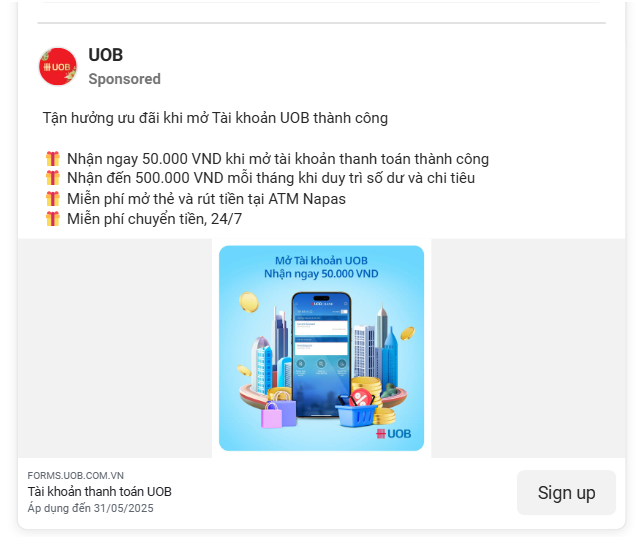 UOB
UOB
Sponsored
Tận hưởng ưu đãi khi mở Tài khoản UOB thành công
Nhận ngay 50.000 VND khi mở tài khoản thanh toán thành công
Nhận đến 500.000 VND mỗi tháng khi duy trì số dư và chi tiêu
Miễn phí mở thẻ và rút tiền tại ATM Napas
Miễn phí chuyển tiền, 24/7
Mở Tài khoản UOB
Nhận ngay 50.000 VND
UOB
FORMS.UOB.COM.VN
Tài khoản thanh toán UOB
Áp dụng đến 31/05/2025
Sign up